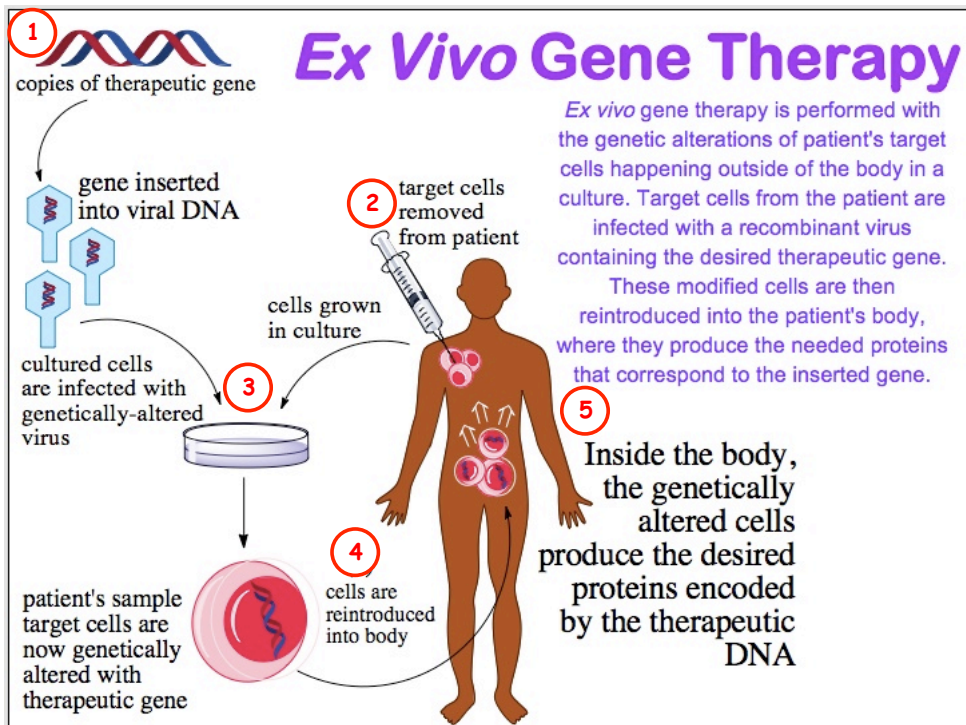 1
copies of therapeutic gene
Ex Vivo Gene Therapy
Ex vivo gene therapy is performed with
the genetic alterations of patient's target
cells happening outside of the body in a
culture. Target cells from the patient are
infected with a recombinant virus
containing the desired therapeutic gene.
These modified cells are then
reintroduced into the patient's body,
where they produce the needed proteins
that correspond to the inserted gene.
gene inserted
into viral DNA
2
target cells
removed
from patient
cells grown
in culture
cultured cells
are infected with
genetically-altered
virus
3
patient's sample
target cells are
now genetically
altered with
therapeutic gene
4
cells are
reintroduced
into body
5
Inside the body,
the genetically
altered cells
produce the desired
proteins encoded
by the therapeutic
DNA